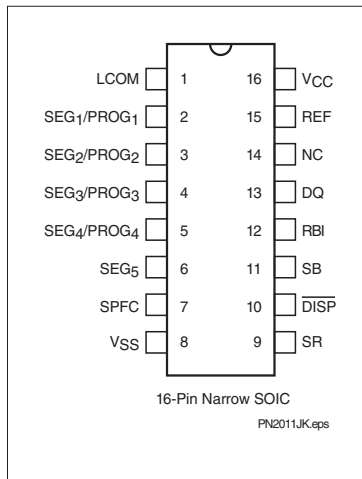 LCOM 1 16 VCC
SEG1/PROG1 2 15 REF
SEG2/PROG2 3 14 NC
SEG3/PROG3 4 13 DQ
SEG4/PROG4 5 12 RBI
SEG5 6 11 SB
SPFC 7 10 D̅I̅S̅P̅
VSS 8 9 SR
16-Pin Narrow SOIC
PN2011JK.eps